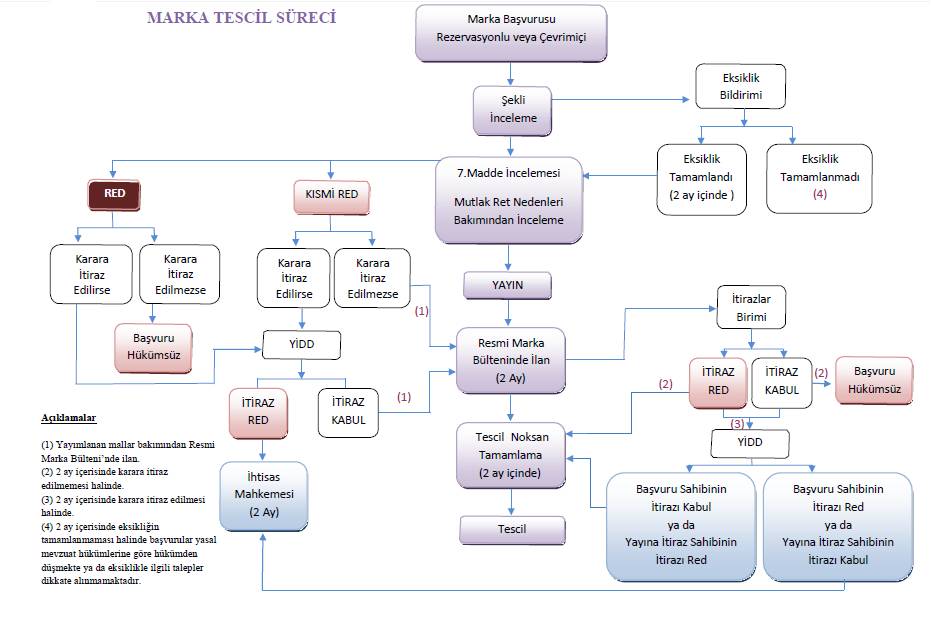 MARKA TESCİL SÜRECİ
Marka Başvurusu
Rezervasyonlu veya Çevrimiçi
Şekli
İnceleme
Eksiklik
Bildirimi
Eksiklik
Tamamlandı
(2 ay içinde )
Eksiklik
Tamamlanmadı
(4)
7.Madde İncelemesi
Mutlak Ret Nedenleri
Bakımından İnceleme
RED
KISMİ RED
Karara
İtiraz
Edilirse
Karara
İtiraz
Edilmezse
Karara
İtiraz
Edilirse
Karara
İtiraz
Edilmezse
(1)
YAYIN
Başvuru
Hükümsüz
YİDD
Resmi Marka
Bülteninde İlan
(2 Ay)
İtirazlar
Birimi
İTİRAZ
RED
İTİRAZ
KABUL
(1)
(2)
İTİRAZ
RED
İTİRAZ
KABUL
(2)
Başvuru
Hükümsüz
(3)
YİDD
Tescil Noksan
Tamamlama
(2 ay içinde)
Tescil
İhtisas
Mahkemesi
(2 Ay)
Başvuru Sahibinin
İtirazı Kabul
ya da
Yayına İtiraz Sahibinin
İtirazı Red
Başvuru Sahibinin
İtirazı Red
ya da
Yayına İtiraz Sahibinin
İtirazı Kabul
Açıklamalar
(1) Yayımlanan mallar bakımından Resmi
Marka Bülteni’nde ilan.
(2) 2 ay içerisinde karara itiraz
edilmemesi halinde.
(3) 2 ay içerisinde karara itiraz edilmesi
halinde.
(4) 2 ay içerisinde eksikliğin
tamamlanmaması halinde başvurular yasal
mevzuat hükümlerine göre hükümden
düşmekte ya da eksiklikle ilgili talepler
dikkate alınmamaktadır.